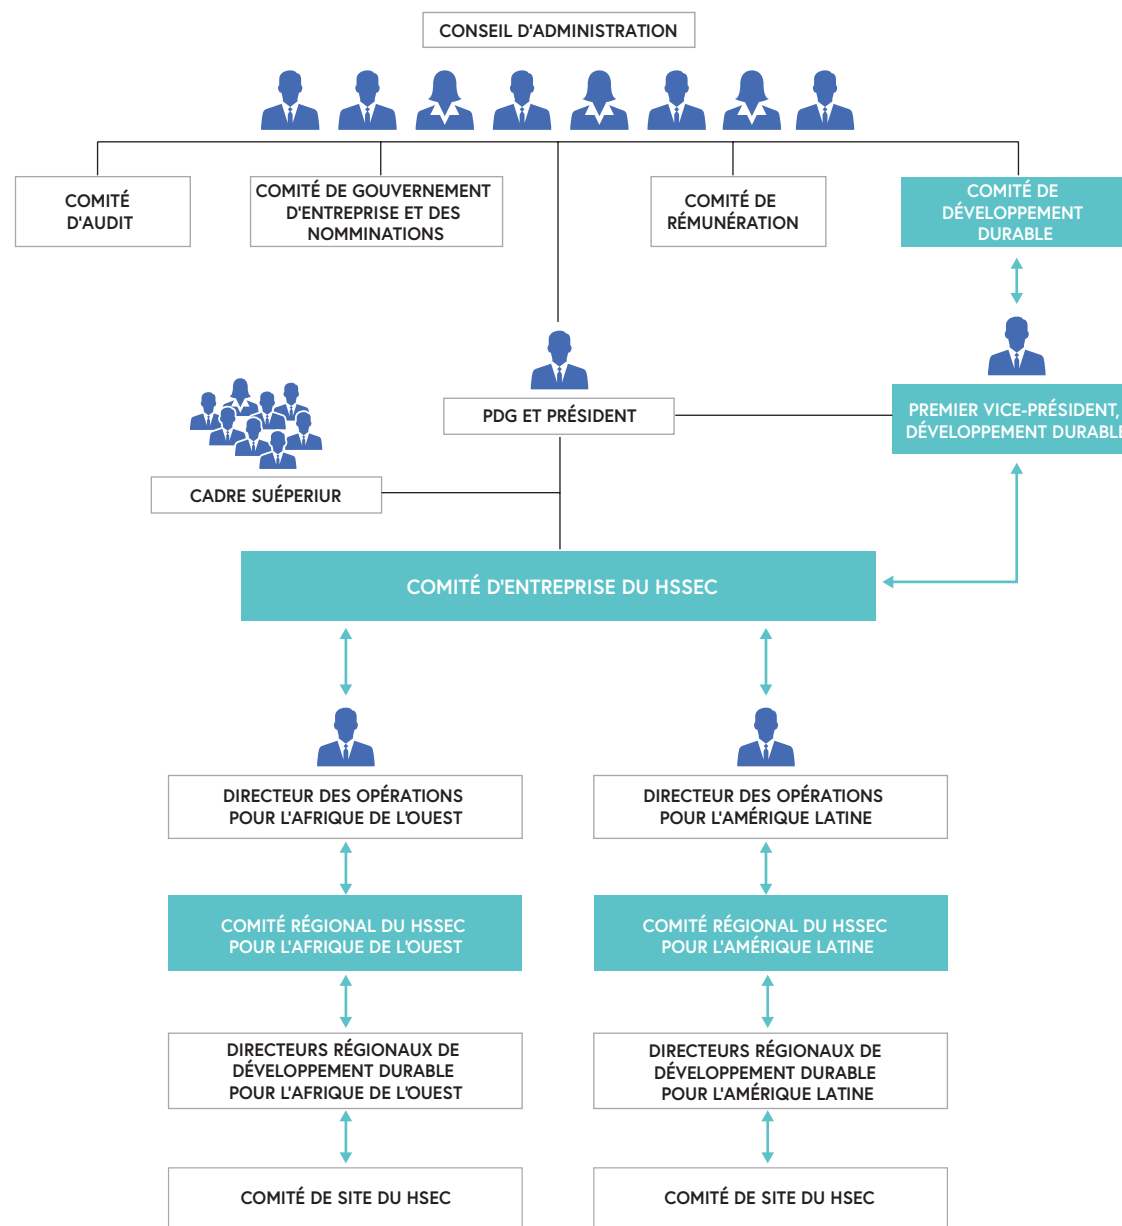 CONSEIL D'ADMINISTRATION
COMITÉ
D'AUDIT
COMITÉ DE GOUVERNEMENT
D'ENTREPRISE ET DES
NOMMINATIONS
COMITÉ DE
RÉMUNÉRATION
COMITÉ DE
DÉVELOPPEMENT
DURABLE
PDG ET PRÉSIDENT
PREMIER VICE-PRÉSIDENT,
DÉVELOPPEMENT DURABLE
CADRE SUÉPERIUR
COMITÉ D'ENTREPRISE DU HSSEC
DIRECTEUR DES OPÉRATIONS
POUR L'AFRIQUE DE L'OUEST
DIRECTEUR DES OPÉRATIONS
POUR L'AMÉRIQUE LATINE
COMITÉ RÉGIONAL DU HSSEC
POUR L'AFRIQUE DE L'OUEST
COMITÉ RÉGIONAL DU HSSEC
POUR L'AMÉRIQUE LATINE
DIRECTEURS RÉGIONAUX DE
DÉVELOPPEMENT DURABLE
POUR L'AFRIQUE DE L'OUEST
DIRECTEURS RÉGIONAUX DE
DÉVELOPPEMENT DURABLE
POUR L'AMÉRIQUE LATINE
COMITÉ DE SITE DU HSEC
COMITÉ DE SITE DU HSEC